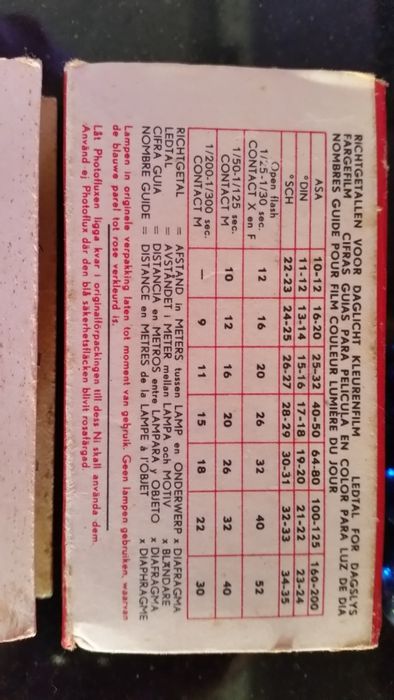 RICHTGETALLEN VOOR DAGLICHT KLEURENFILM LEDTAL FOR DAGSLYS
FARGEFILM CIFRAS GUIAS PARA PELICULA EN COLOR PARA LUZ DE DIA
NOMBRES GUIDE POUR FILM COULEUR LUMIÈRE DU JOUR
ASA 10-12 16-20 25-32 40-50 64-80 100-125 160-200
°DIN 11-12 13-14 15-16 17-18 19-20 21-22 23-24
°SCH 22-23 24-25 26-27 28-29 30-31 32-33 34-35
Open flash
1/25-1/30 sec. 12 16 20 26 32 40 52
CONTACT X en F
1/50-1/125 sec. 10 12 16 20 26 32 40
CONTACT M
1/200-1/300 sec. — 9 11 15 18 22 30
CONTACT M
RICHTGETAL = AFSTAND in METERS tussen LAMP en ONDERWERP x DIAFRAGMA
LEDTAL = AVSTÅNDET i METER mellan LAMPA och MOTIV x BLÄNDARE
CIFRA GUIA = DISTANCIA en METROS entre LAMPARA y OBJETO x DIAFRAGMA
NOMBRE GUIDE = DISTANCE en METRES de la LAMPE à l'OBJET x DIAPHRAGME
Lampen in originele verpakking laten tot moment van gebruik. Geen lampen gebruiken, waarvan
de blauwe parel tot rose verkleurd is.
Låt Photofluxen ligga kvar i originalförpackningen till dess Ni skall använda dem.
Använd ej Photoflux där den blå säkerhetsfläcken blivit rosafärgad